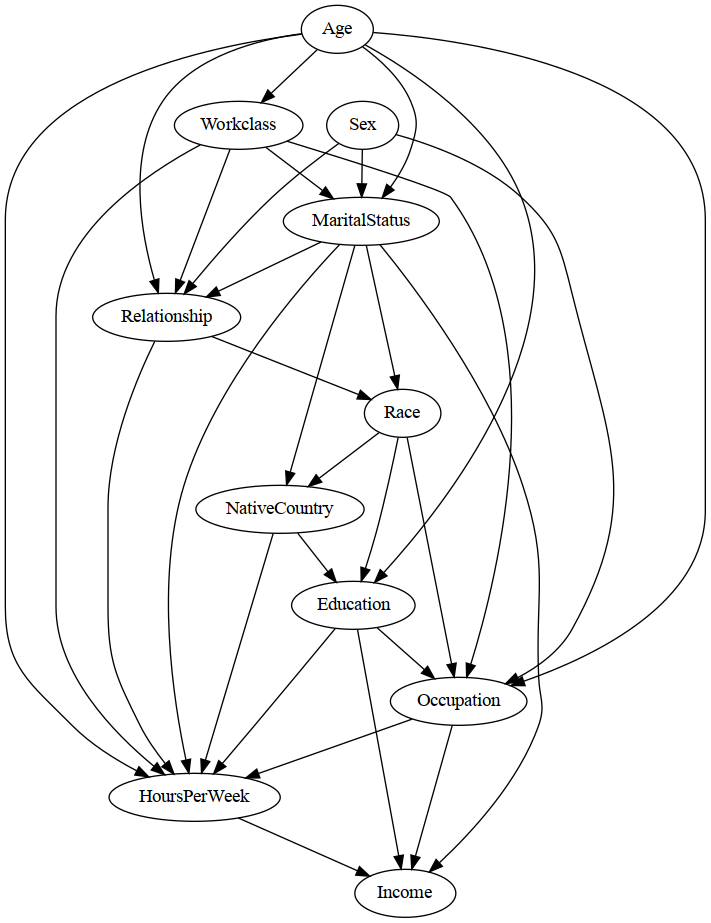 Age
Workclass
Sex
MaritalStatus
Relationship
Race
NativeCountry
Education
Occupation
HoursPerWeek
Income